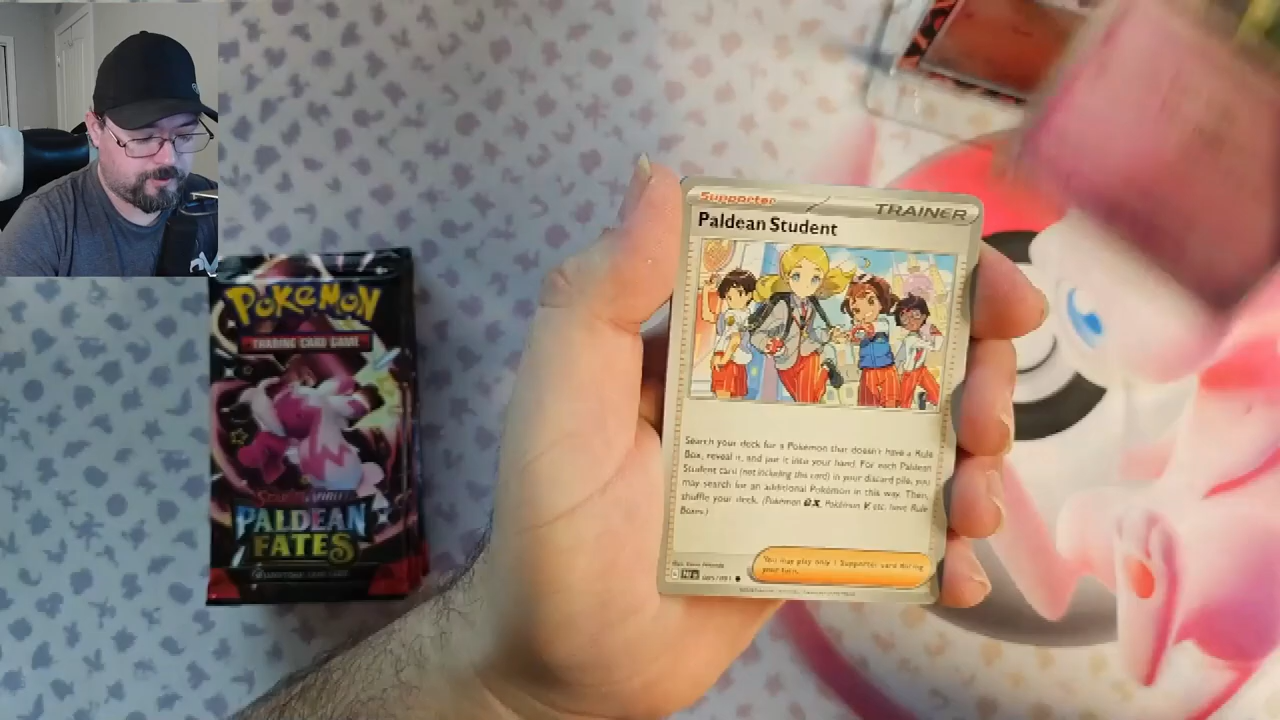 POKéMON
TRADING CARD GAME
PALDEAN
FATES
Supporter
TRAINER
Paldean Student
Search your deck for a Pokémon that doesn't have a Rule
Box, reveal it, and put it into your hand. For each Paldean
Student card (not including this card) in your discard pile, you
may search for an additional Pokémon in this way. Then,
shuffle your deck. (Pokémon ex, Pokémon V, etc. have Rule
Boxes.)
You may play only 1 Supporter card during
your turn.